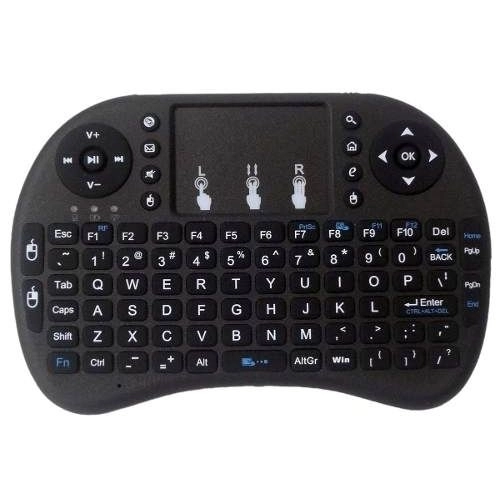 V+
V−
OK
L R
RF PrtSc F11 F12
Esc F1 F2 F3 F4 F5 F6 F7 F8 F9 F10 Del Home
` ~ 1 ! 2 @ 3 # 4 $ 5 % 6 ^ 7 & 8 * 9 ( 0 ) BACK PgUp
Tab Q W E R T Y U I O P PgDn
Caps A S D F G H J K L Enter End
CTRL+ALT+DEL
Shift Z X C V B N M
Fn Ctrl Alt AltGr Win [ { ] } / ?